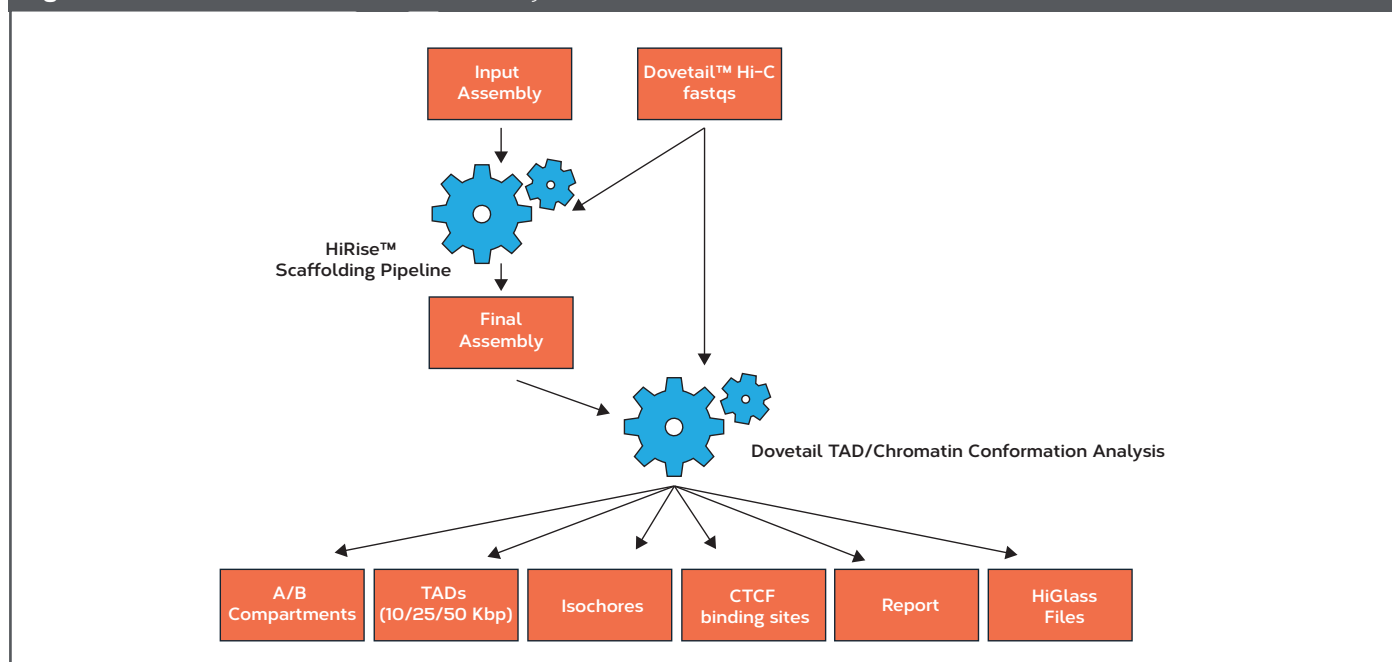 Input
Assembly
Dovetail™ Hi-C
fastqs
HiRise™
Scaffolding Pipeline
Final
Assembly
Dovetail TAD/Chromatin Conformation Analysis
A/B
Compartments
TADs
(10/25/50 Kbp)
Isochores
CTCF
binding sites
Report
HiGlass
Files